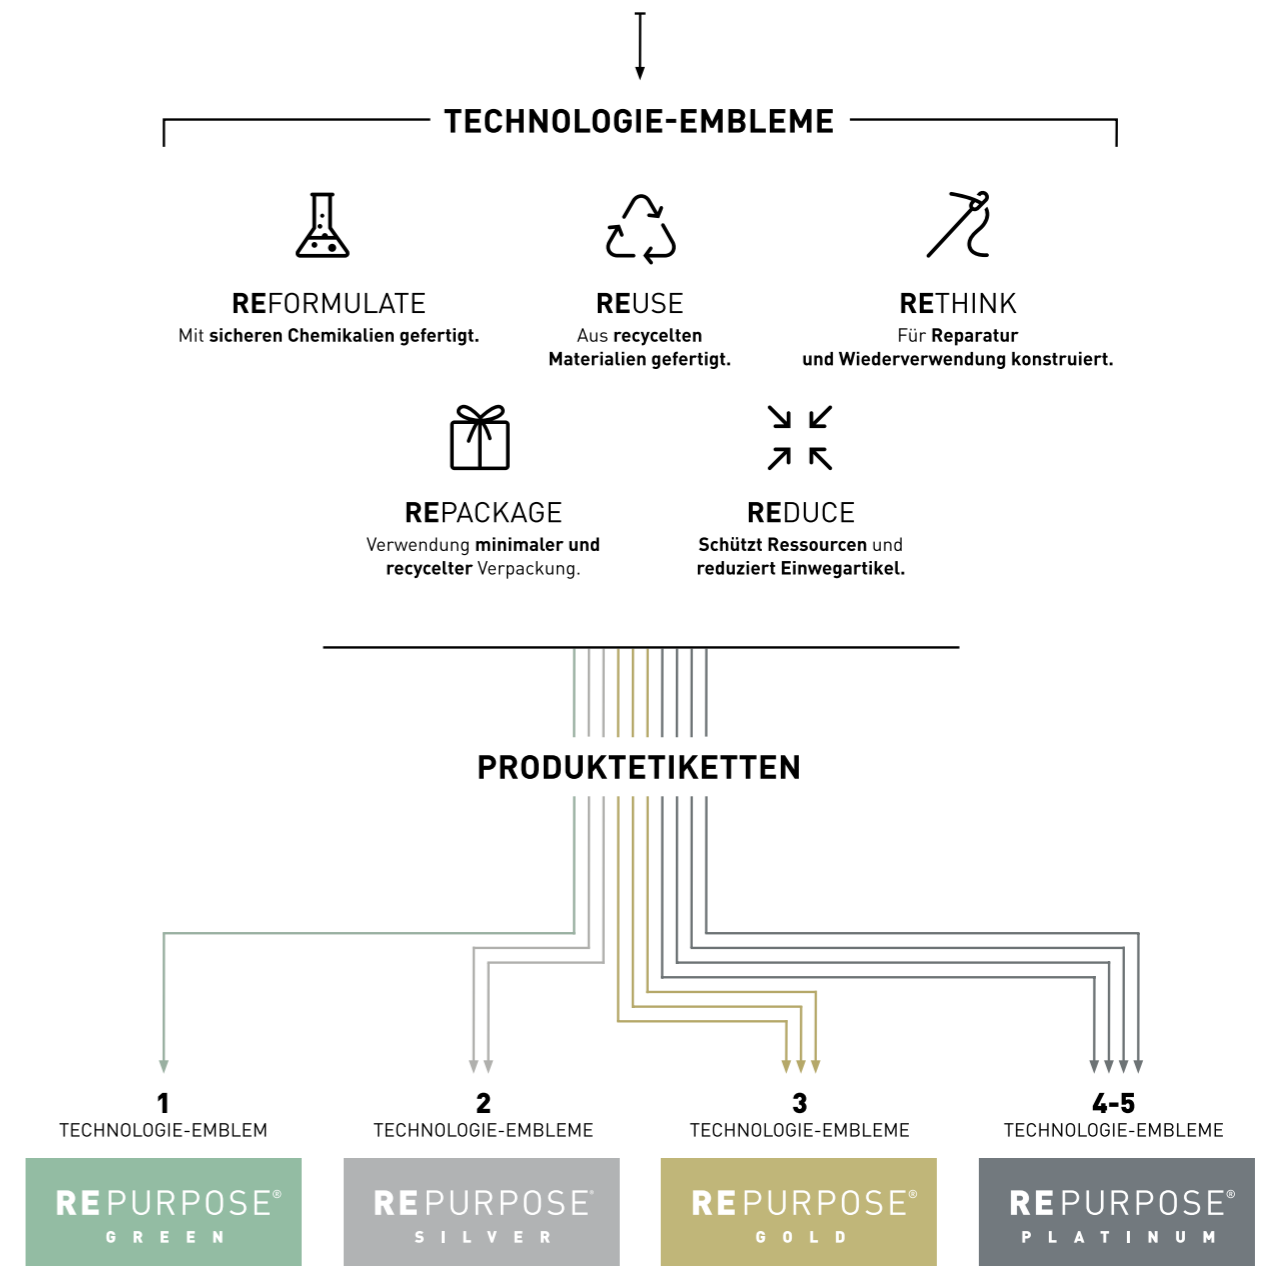 TECHNOLOGIE-EMBLEME
REFORMULATE
Mit sicheren Chemikalien gefertigt.
REUSE
Aus recycelten
Materialien gefertigt.
RETHINK
Für Reparatur
und Wiederverwendung konstruiert.
REPACKAGE
Verwendung minimaler und
recycelter Verpackung.
REDUCE
Schützt Ressourcen und
reduziert Einwegartikel.
PRODUKTETIKETTEN
1
TECHNOLOGIE-EMBLEM
REPURPOSE®
GREEN
2
TECHNOLOGIE-EMBLEME
REPURPOSE®
SILVER
3
TECHNOLOGIE-EMBLEME
REPURPOSE®
GOLD
4-5
TECHNOLOGIE-EMBLEME
REPURPOSE®
PLATINUM